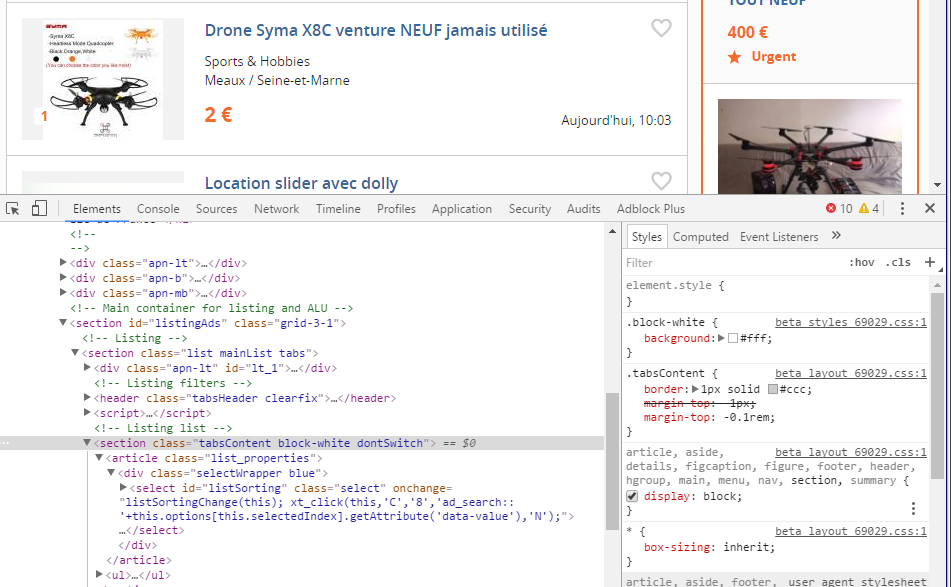 TOUT NEUF
Syma
-Syma X8C
-Headless Mode Quadcopter
-Black,Orange,White
(You can choose the color you like most!)
1
Drone Syma X8C venture NEUF jamais utilisé
Sports & Hobbies
Meaux / Seine-et-Marne
2 €
Aujourd'hui, 10:03
400 €
Urgent
Location slider avec dolly
Elements Console Sources Network Timeline Profiles Application Security Audits Adblock Plus 10 4
<!--
-->
<div class="apn-lt">…</div>
<div class="apn-b">…</div>
<div class="apn-mb">…</div>
<!-- Main container for listing and ALU -->
<section id="listingAds" class="grid-3-1">
<!-- Listing -->
<section class="list mainList tabs">
<div class="apn-lt" id="lt_1">…</div>
<!-- Listing filters -->
<header class="tabsHeader clearfix">…</header>
<script>…</script>
<!-- Listing list -->
<section class="tabsContent block-white dontSwitch"> == $0
<article class="list_properties">
<div class="selectWrapper blue">
<select id="listSorting" class="select" onchange=
"listSortingChange(this); xt_click(this,'C','8','ad_search::
'+this.options[this.selectedIndex].getAttribute('data-value'),'N');">
…</select>
</div>
</article>
<ul>…</ul>
Styles Computed Event Listeners »
Filter :hov .cls +
element.style {
}
.block-white { beta_styles_69029.css:1
background: #fff;
}
.tabsContent { beta_layout_69029.css:1
border: 1px solid #ccc;
margin-top: -1px;
margin-top: -0.1rem;
}
article, aside, beta_layout_69029.css:1
details, figcaption, figure, footer, header,
hgroup, main, menu, nav, section, summary {
display: block;
}
* { beta_layout_69029.css:1
box-sizing: inherit;
}
article, aside, footer, user agent stylesheet